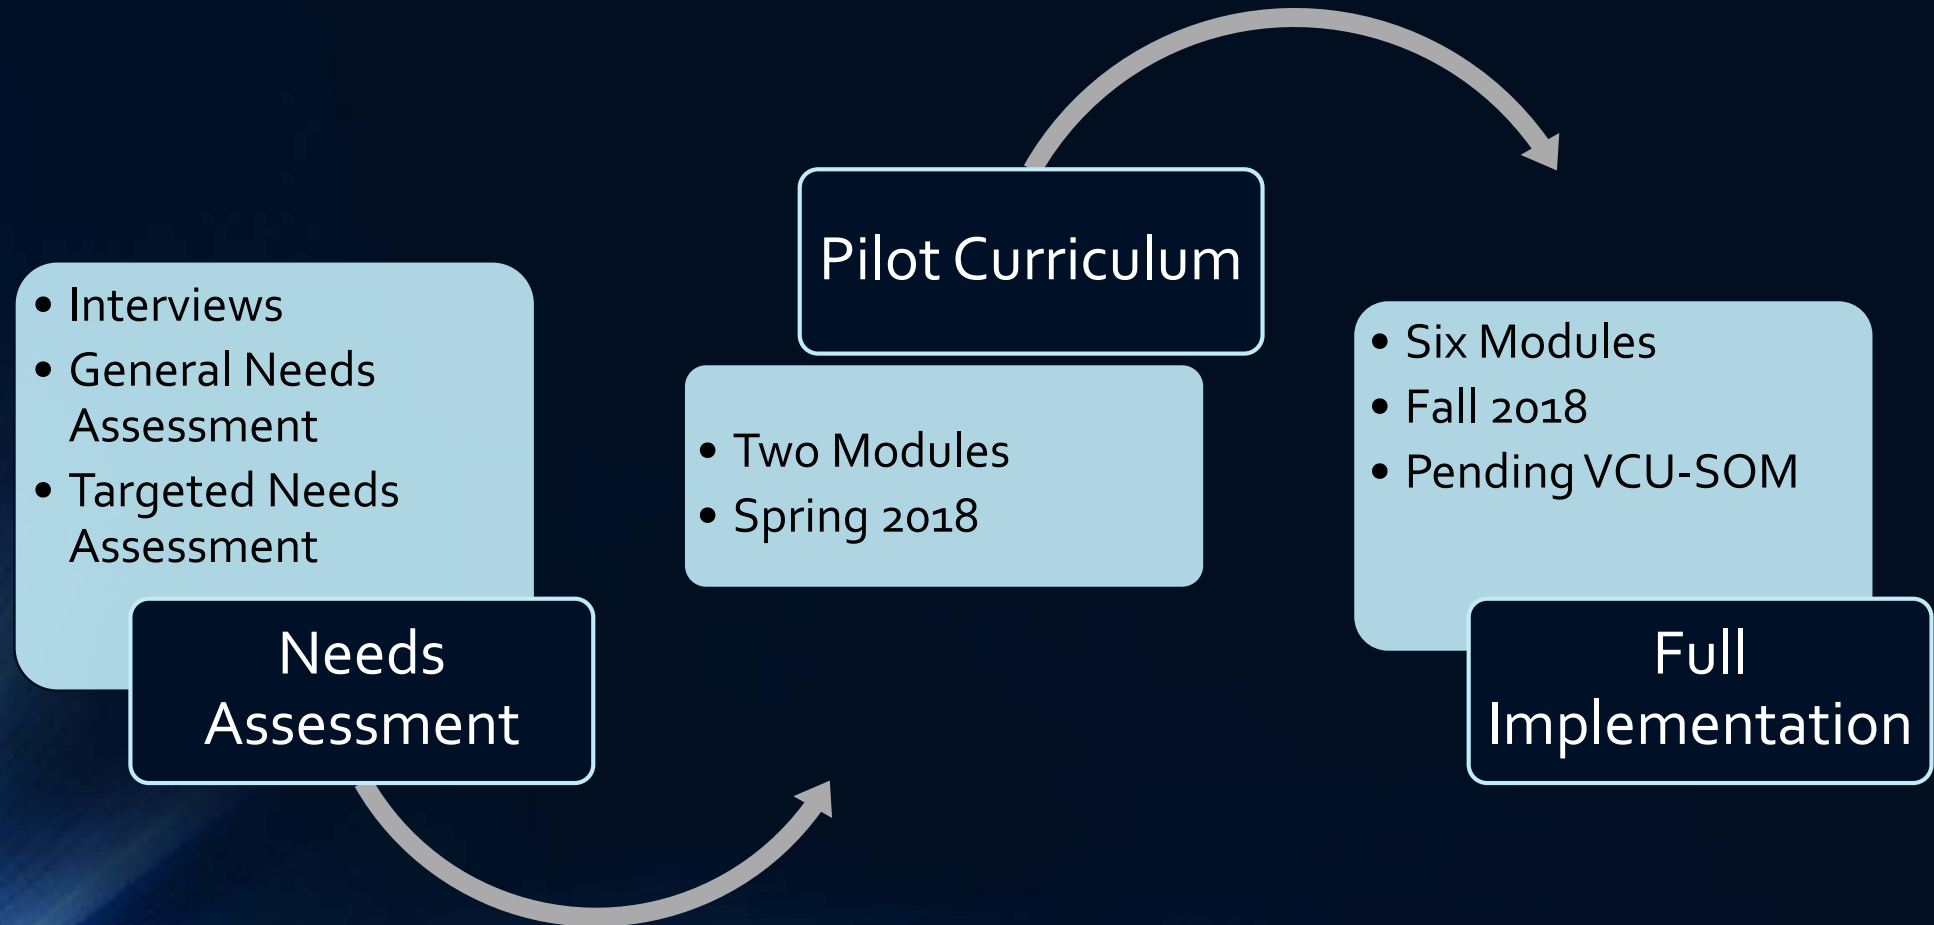 • Interviews
• General Needs
Assessment
• Targeted Needs
Assessment
Needs
Assessment
Pilot Curriculum
• Two Modules
• Spring 2018
• Six Modules
• Fall 2018
• Pending VCU-SOM
Full
Implementation